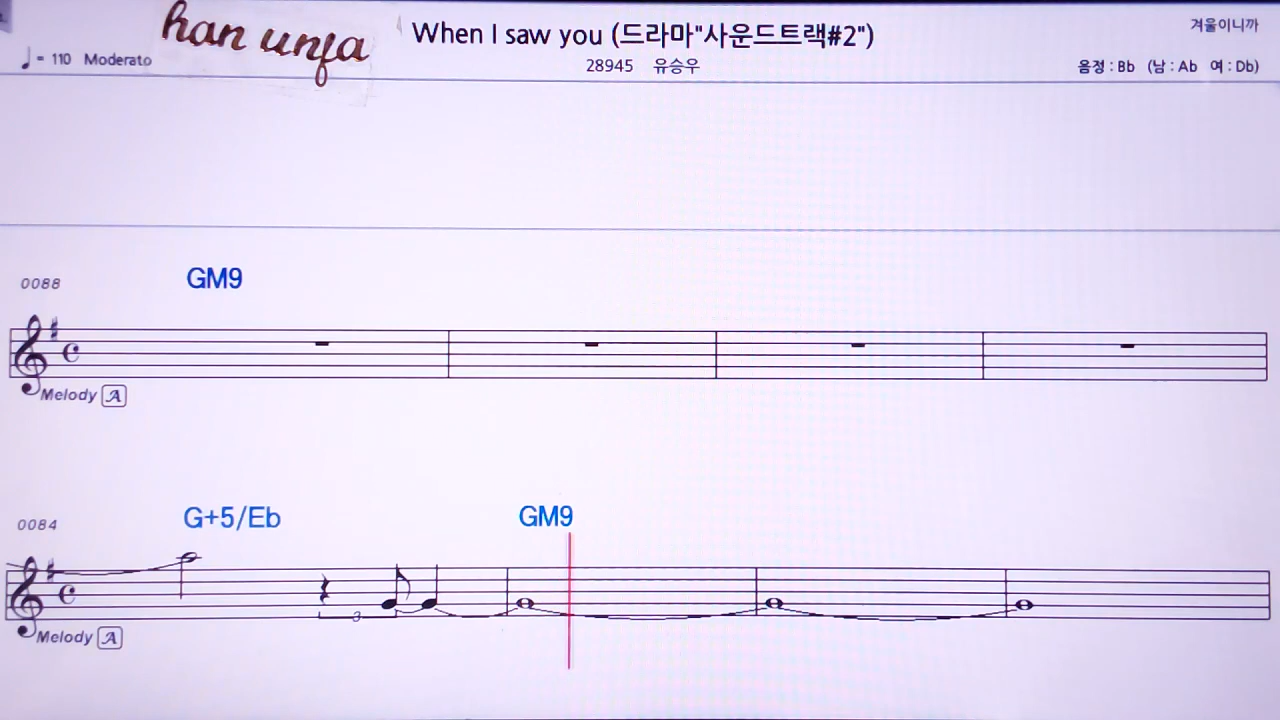 han unja
When I saw you (드라마"사운드트랙#2")
겨울이니까
♩ = 110 Moderato
28945 유승우
음정 : Bb (남 : Ab 여 : Db)
0088
GM9
Melody A
0084
G+5/Eb GM9
3
Melody A